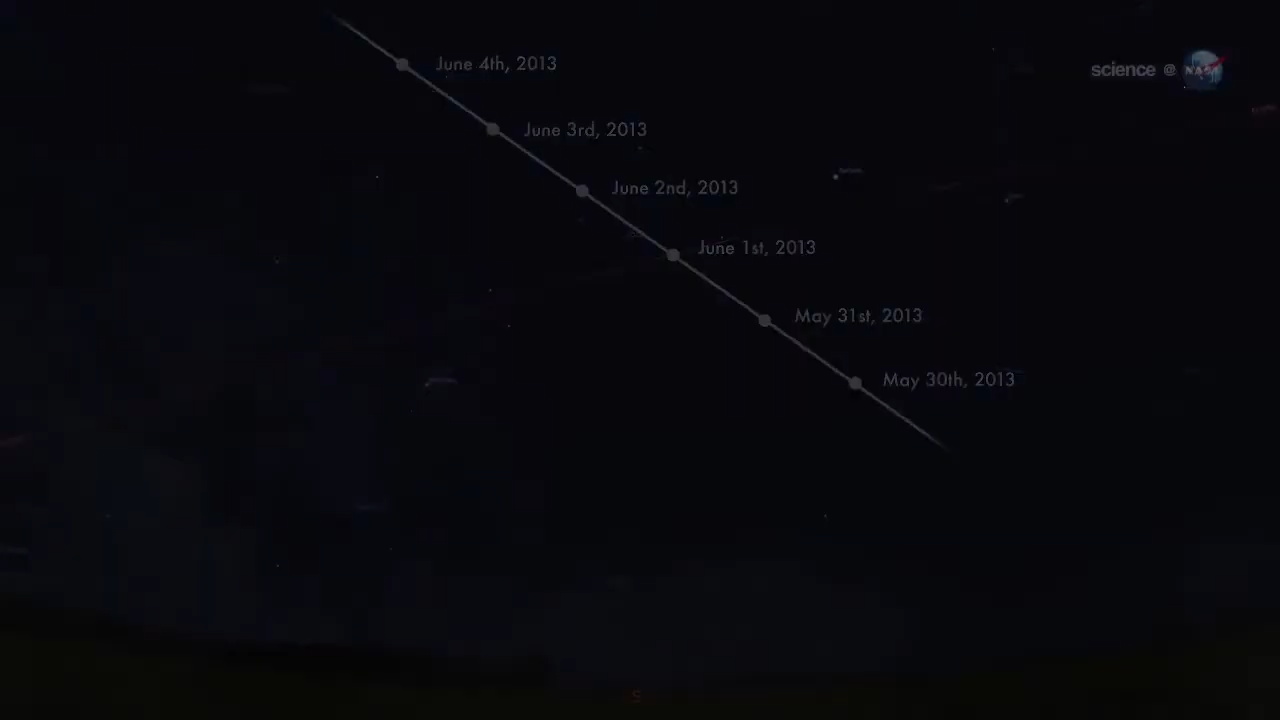 June 4th, 2013
science @ NASA
June 3rd, 2013
June 2nd, 2013
June 1st, 2013
May 31st, 2013
May 30th, 2013
S